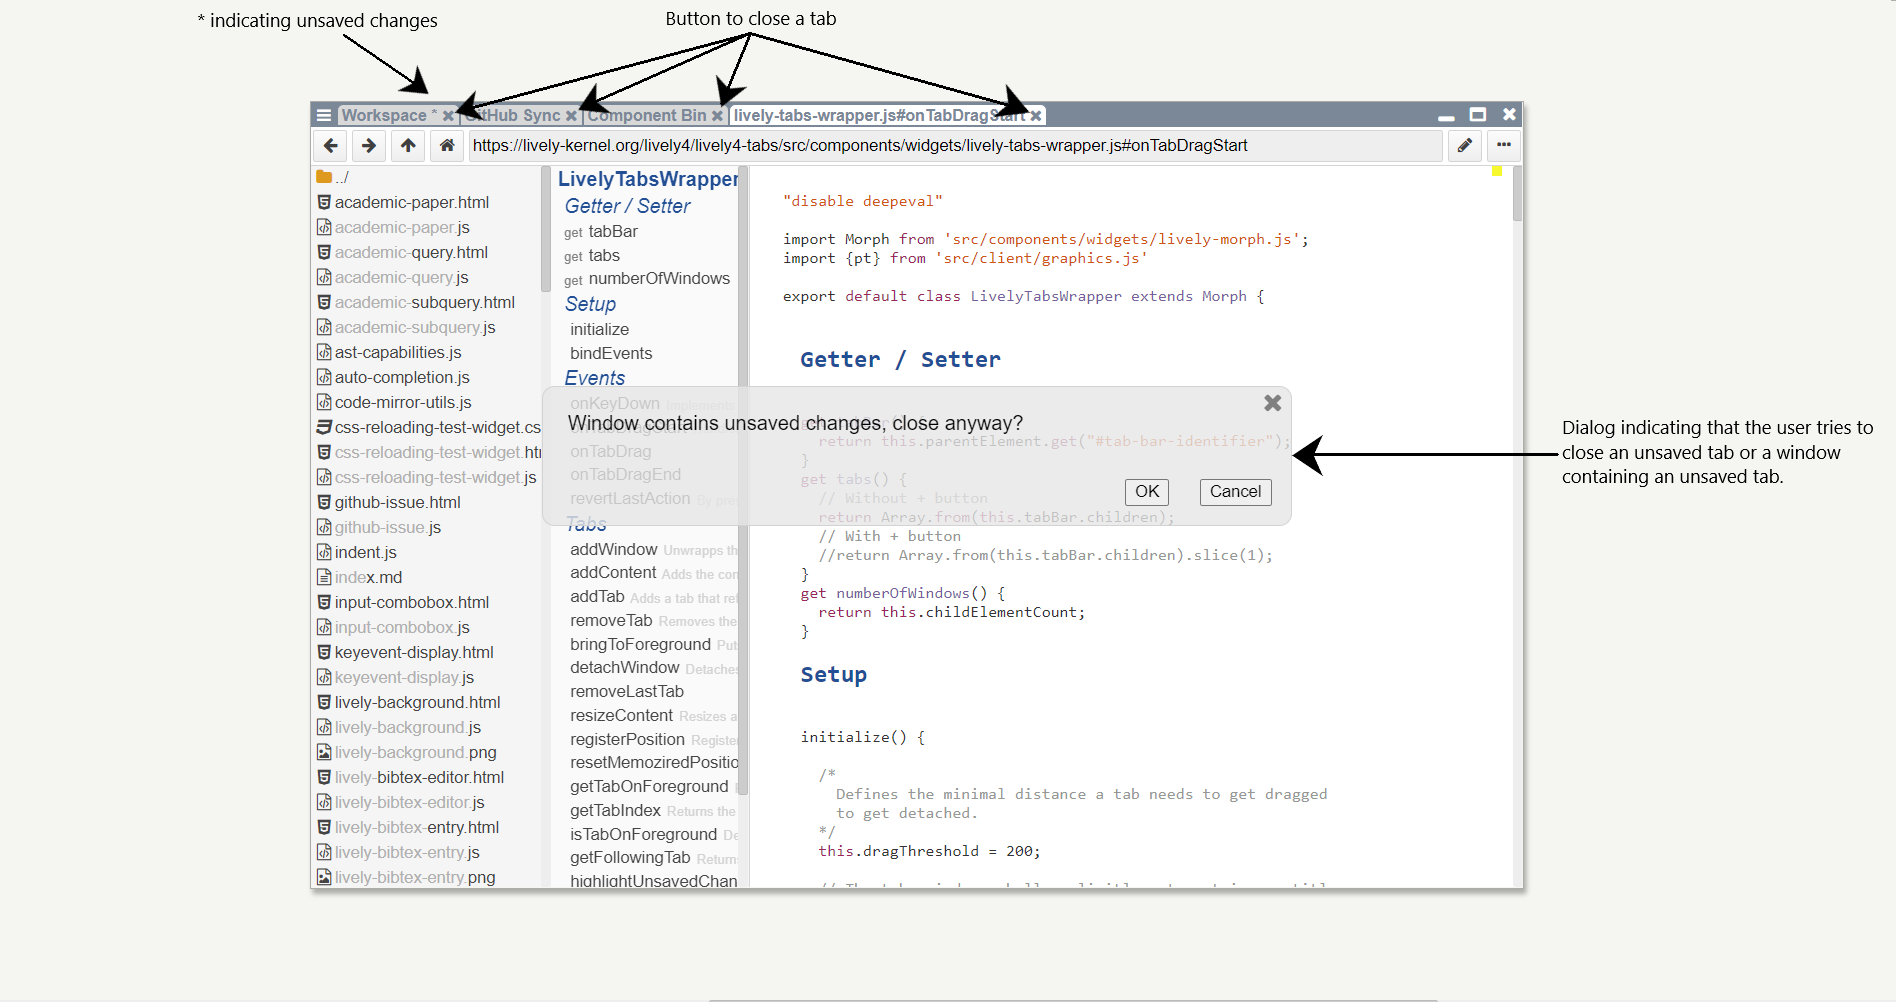 * indicating unsaved changes
Button to close a tab
Workspace * GitHub Sync Component Bin lively-tabs-wrapper.js#onTabDragStart
https://lively-kernel.org/lively4/lively4-tabs/src/components/widgets/lively-tabs-wrapper.js#onTabDragStart
../
academic-paper.html
academic-paper.js
academic-query.html
academic-query.js
academic-subquery.html
academic-subquery.js
ast-capabilities.js
auto-completion.js
code-mirror-utils.js
css-reloading-test-widget.cs
css-reloading-test-widget.ht
css-reloading-test-widget.js
github-issue.html
github-issue.js
indent.js
index.md
input-combobox.html
input-combobox.js
keyevent-display.html
keyevent-display.js
lively-background.html
lively-background.js
lively-background.png
lively-bibtex-editor.html
lively-bibtex-editor.js
lively-bibtex-entry.html
lively-bibtex-entry.js
lively-bibtex-entry.png
LivelyTabsWrapper
Getter / Setter
get tabBar
get tabs
get numberOfWindows
Setup
initialize
bindEvents
Events
onKeyDown Implements
onTabDragStart
onTabDrag
onTabDragEnd
revertLastAction By pre
Tabs
addWindow Unwrapps th
addContent Adds the con
addTab Adds a tab that ref
removeTab Removes the
bringToForeground Put
detachWindow Detaches
removeLastTab
resizeContent Resizes a
registerPosition Registe
resetMemoziredPositio
getTabOnForeground
getTabIndex Returns the
isTabOnForeground De
getFollowingTab Return
highlightUnsavedChan
"disable deepeval"
import Morph from 'src/components/widgets/lively-morph.js';
import {pt} from 'src/client/graphics.js'
export default class LivelyTabsWrapper extends Morph {
Getter / Setter
return this.parentElement.get("#tab-bar-identifier");
}
get tabs() {
// Without + button
return Array.from(this.tabBar.children);
// With + button
//return Array.from(this.tabBar.children).slice(1);
}
get numberOfWindows() {
return this.childElementCount;
}
Setup
initialize() {
/*
Defines the minimal distance a tab needs to get dragged
to get detached.
*/
this.dragThreshold = 200;
Window contains unsaved changes, close anyway?
OK Cancel
Dialog indicating that the user tries to
close an unsaved tab or a window
containing an unsaved tab.